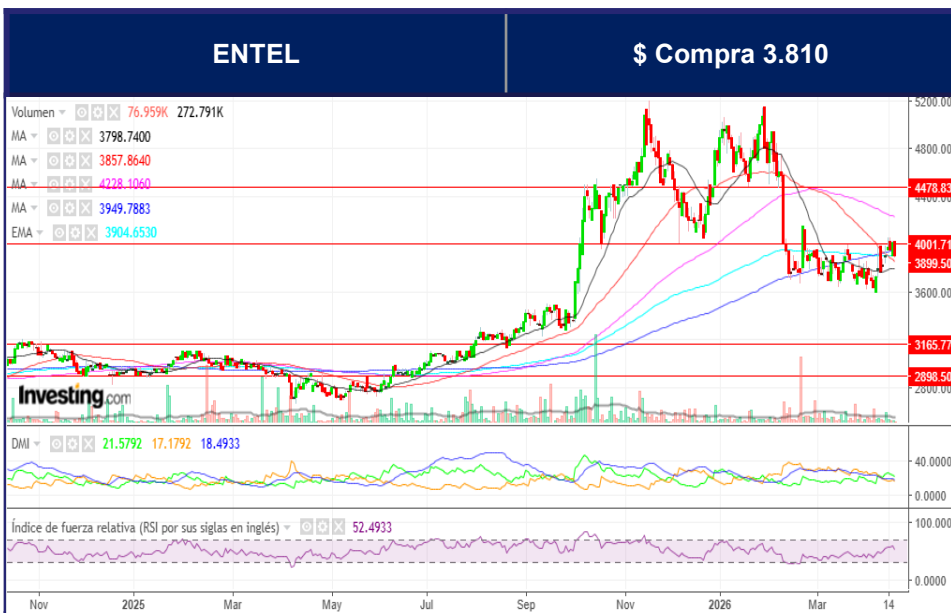 ENTEL
$ Compra 3.810
Volumen 76.959K 272.791K
MA 3798.7400
MA 3857.8640
MA 4228.1060
MA 3949.7883
EMA 3904.6530
5200.00
4800.00
4478.83
4400.00
4001.71
3899.50
3600.00
3165.77
2898.50
2800.00
Investing.com
DMI 21.5792 17.1792 18.4933
40.0000
0.0000
Índice de fuerza relativa (RSI por sus siglas en inglés) 52.4933
100.0000
0.0000
Nov 2025 Mar May Jul Sep Nov 2026 Mar 14